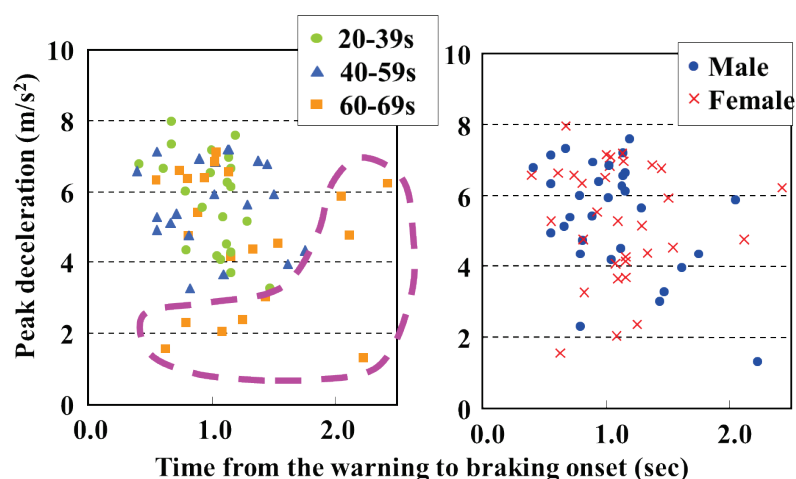 20-39s
40-59s
60-69s
Male
Female
Peak deceleration (m/s²)
10
8
6
4
2
0
0.0
1.0
2.0
10
8
6
4
2
0
0.0
1.0
2.0
Time from the warning to braking onset (sec)